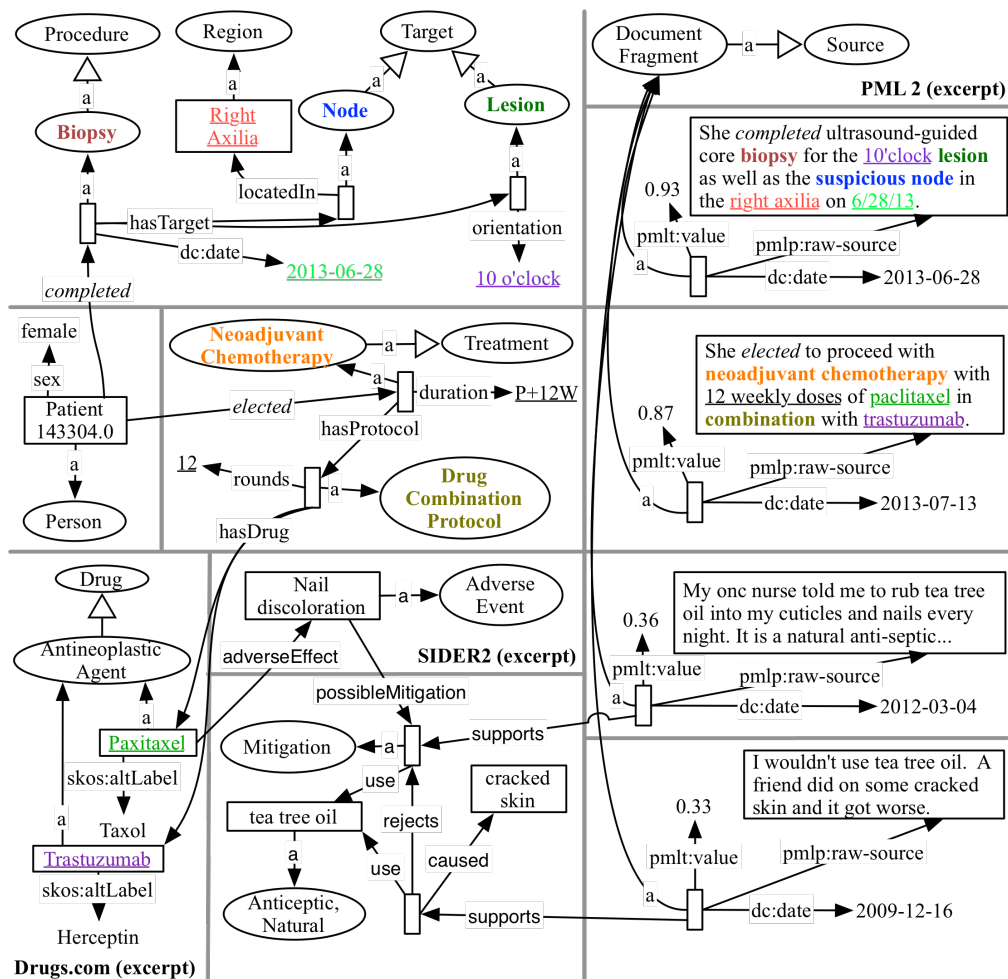 Procedure
Region
Target
a
a
a
a
Biopsy
Right
Axilia
Node
Lesion
a
locatedIn
a
a
hasTarget
orientation
dc:date
2013-06-28
10 o'clock
completed
Document
Fragment
a
Source
PML 2 (excerpt)
She completed ultrasound-guided
core biopsy for the 10'clock lesion
as well as the suspicious node in
the right axilia on 6/28/13.
0.93
pmlt:value
pmlp:raw-source
a
dc:date
2013-06-28
female
sex
Patient
143304.0
a
Person
Neoadjuvant
Chemotherapy
a
Treatment
a
elected
duration
P+12W
hasProtocol
12
rounds
a
Drug
Combination
Protocol
hasDrug
She elected to proceed with
neoadjuvant chemotherapy with
12 weekly doses of paclitaxel in
combination with trastuzumab.
0.87
pmlt:value
pmlp:raw-source
a
dc:date
2013-07-13
Drug
Antineoplastic
Agent
a
Paxitaxel
skos:altLabel
Taxol
a
Trastuzumab
skos:altLabel
Herceptin
Drugs.com (excerpt)
Nail
discoloration
a
Adverse
Event
adverseEffect
SIDER2 (excerpt)
possibleMitigation
Mitigation
a
supports
use
cracked
skin
tea tree oil
rejects
a
use
caused
Anticeptic,
Natural
supports
My onc nurse told me to rub tea tree
oil into my cuticles and nails every
night. It is a natural anti-septic...
0.36
pmlt:value
pmlp:raw-source
a
dc:date
2012-03-04
I wouldn't use tea tree oil.  A
friend did on some cracked
skin and it got worse.
0.33
pmlt:value
pmlp:raw-source
a
dc:date
2009-12-16